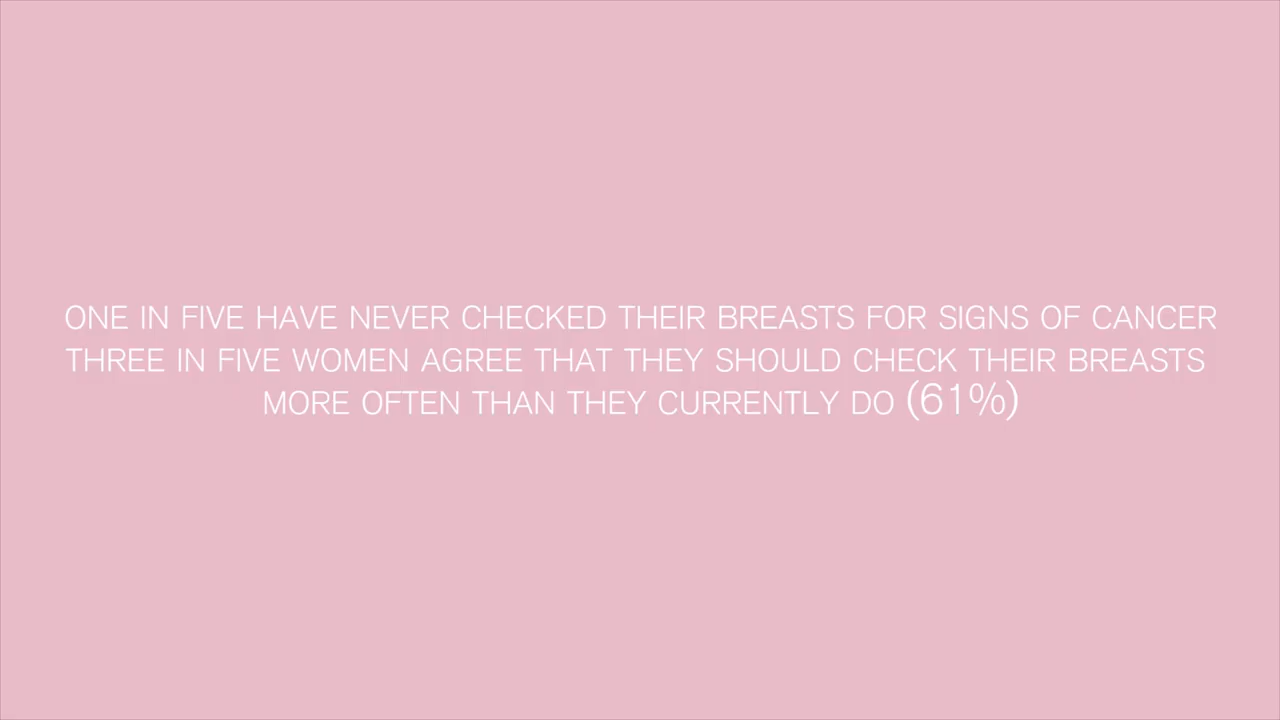 ONE IN FIVE HAVE NEVER CHECKED THEIR BREASTS FOR SIGNS OF CANCER
THREE IN FIVE WOMEN AGREE THAT THEY SHOULD CHECK THEIR BREASTS
MORE OFTEN THAN THEY CURRENTLY DO (61%)